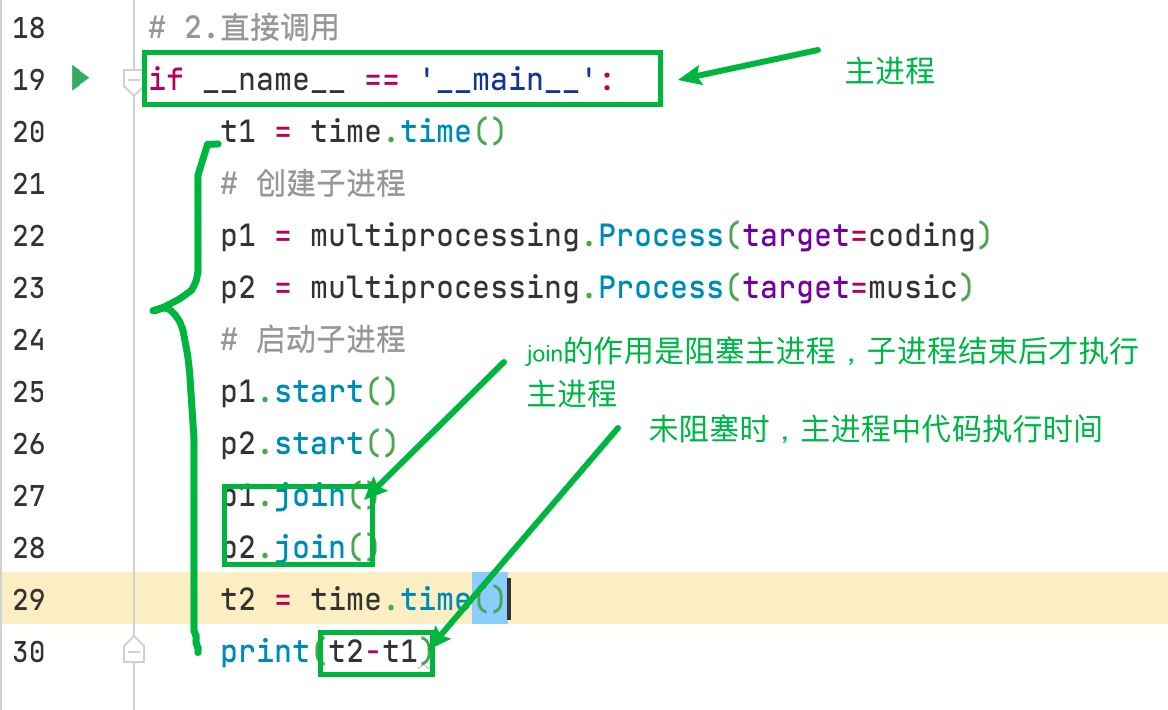 18 # 2.直接调用
19 if __name__ == '__main__': 主进程
20 t1 = time.time()
21 # 创建子进程
22 p1 = multiprocessing.Process(target=coding)
23 p2 = multiprocessing.Process(target=music)
24 # 启动子进程
join的作用是阻塞主进程，子进程结束后才执行
25 p1.start()
主进程
未阻塞时，主进程中代码执行时间
26 p2.start()
27 p1.join()
28 p2.join()
29 t2 = time.time()
30 print(t2-t1)